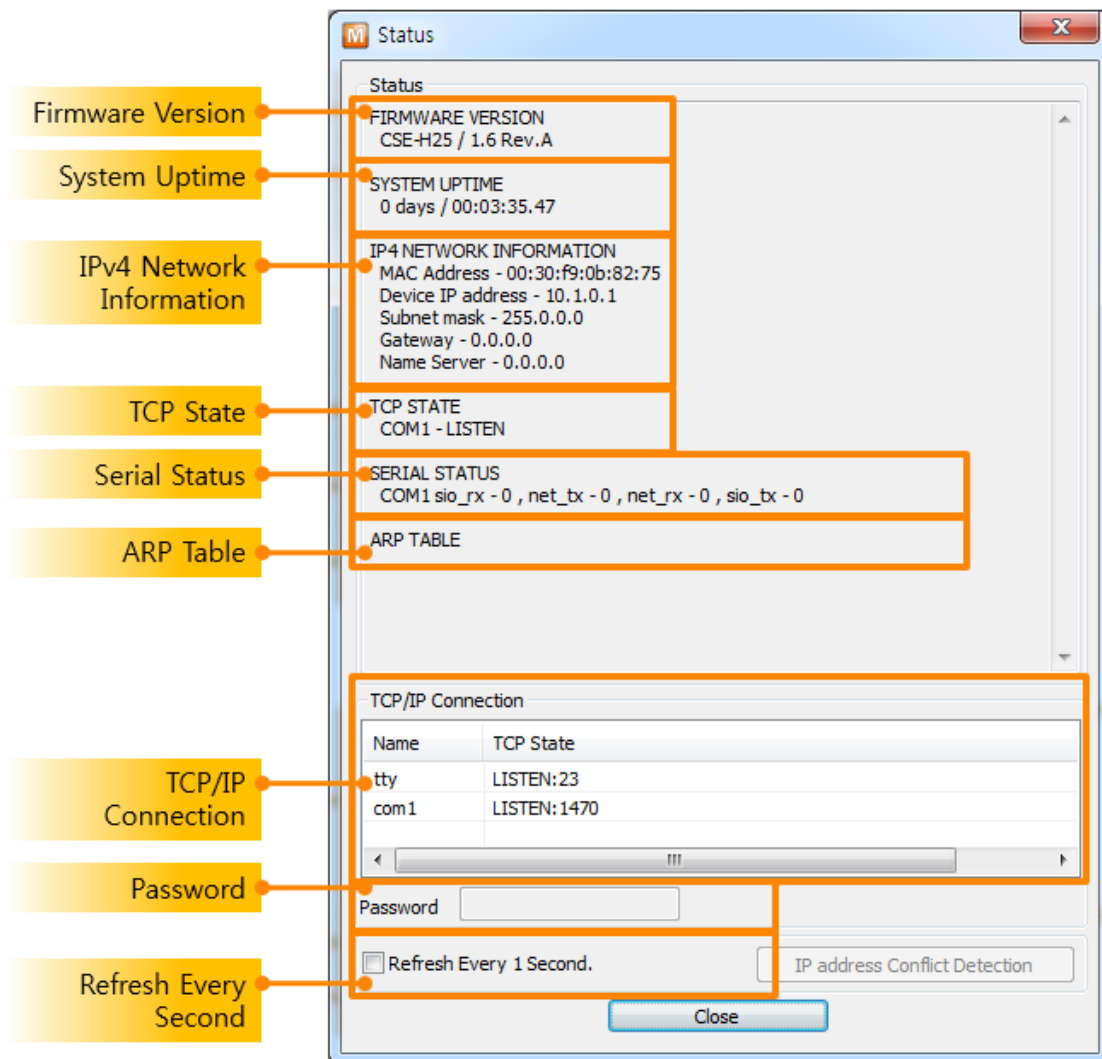 Status
Status
Firmware Version
FIRMWARE VERSION
CSE-H25 / 1.6 Rev.A
System Uptime
SYSTEM UPTIME
0 days / 00:03:35.47
IPv4 Network
Information
IP4 NETWORK INFORMATION
MAC Address - 00:30:f9:0b:82:75
Device IP address - 10.1.0.1
Subnet mask - 255.0.0.0
Gateway - 0.0.0.0
Name Server - 0.0.0.0
TCP State
TCP STATE
COM1 - LISTEN
Serial Status
SERIAL STATUS
COM1 sio_rx - 0 , net_tx - 0 , net_rx - 0 , sio_tx - 0
ARP Table
ARP TABLE
TCP/IP Connection
Name TCP State
tty LISTEN:23
com1 LISTEN:1470
TCP/IP
Connection
Password
Password
Refresh Every 1 Second.
IP address Conflict Detection
Refresh Every
Second
Close